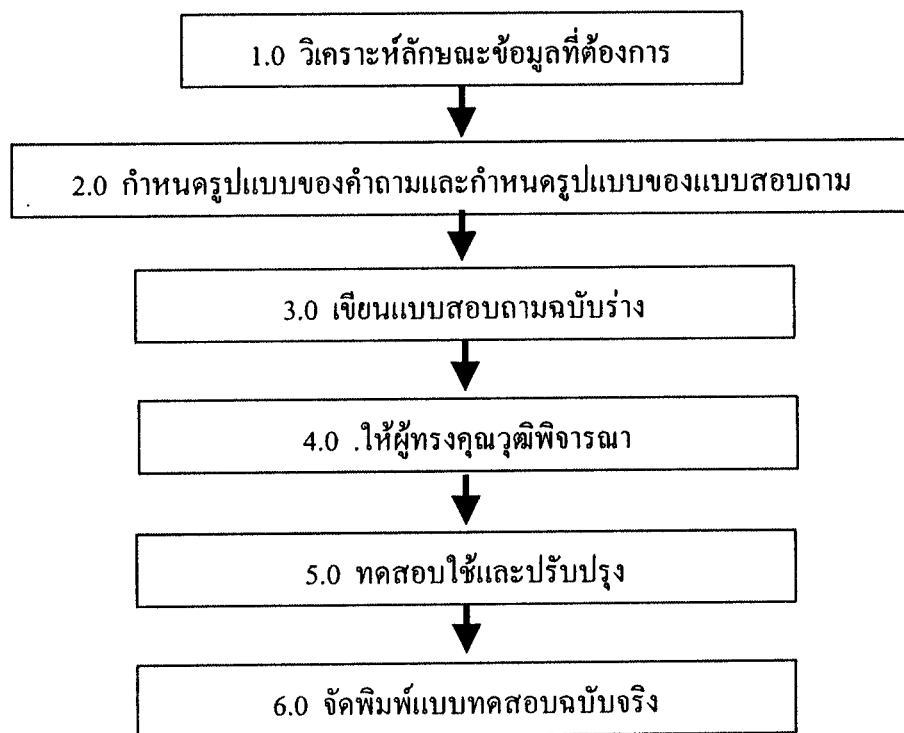 1.0 วิเคราะห์ลักษณะข้อมูลที่ต้องการ
2.0 กำหนดรูปแบบของคำถามและกำหนดรูปแบบของแบบสอบถาม
3.0 เขียนแบบสอบถามฉบับร่าง
4.0 .ให้ผู้ทรงคุณวุฒิพิจารณา
5.0 ทดสอบใช้และปรับปรุง
6.0 จัดพิมพ์แบบทดสอบฉบับจริง